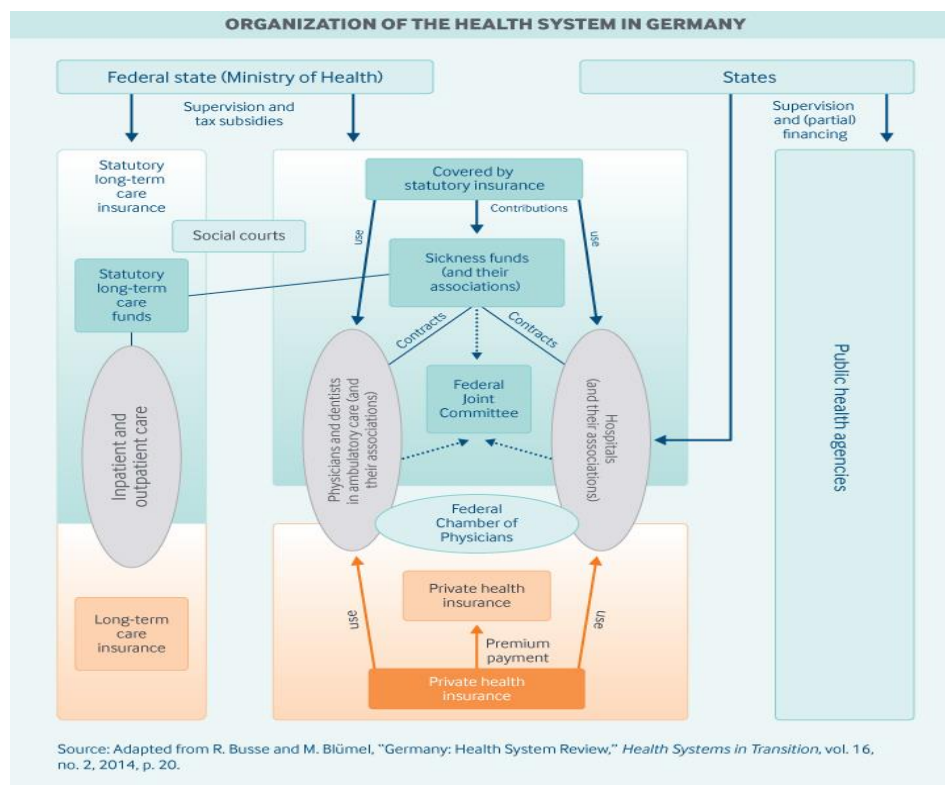 ORGANIZATION OF THE HEALTH SYSTEM IN GERMANY
Federal state (Ministry of Health)
States
Supervision and
tax subsidies
Supervision
and (partial)
financing
Statutory
long-term
care
insurance
Covered by
statutory insurance
Contributions
use
use
Social courts
Sickness funds
(and their
associations)
Statutory
long-term
care
funds
Contracts
Contracts
Federal
Joint
Committee
Inpatient and
outpatient care
Physicians and dentists
in ambulatory care (and
their associations)
Hospitals
(and their associations)
Public health agencies
Federal
Chamber of
Physicians
Private health
insurance
use
use
Long-term
care
insurance
Premium
payment
Private health
insurance
Source: Adapted from R. Busse and M. Blümel, “Germany: Health System Review,” Health Systems in Transition, vol. 16,
no. 2, 2014, p. 20.